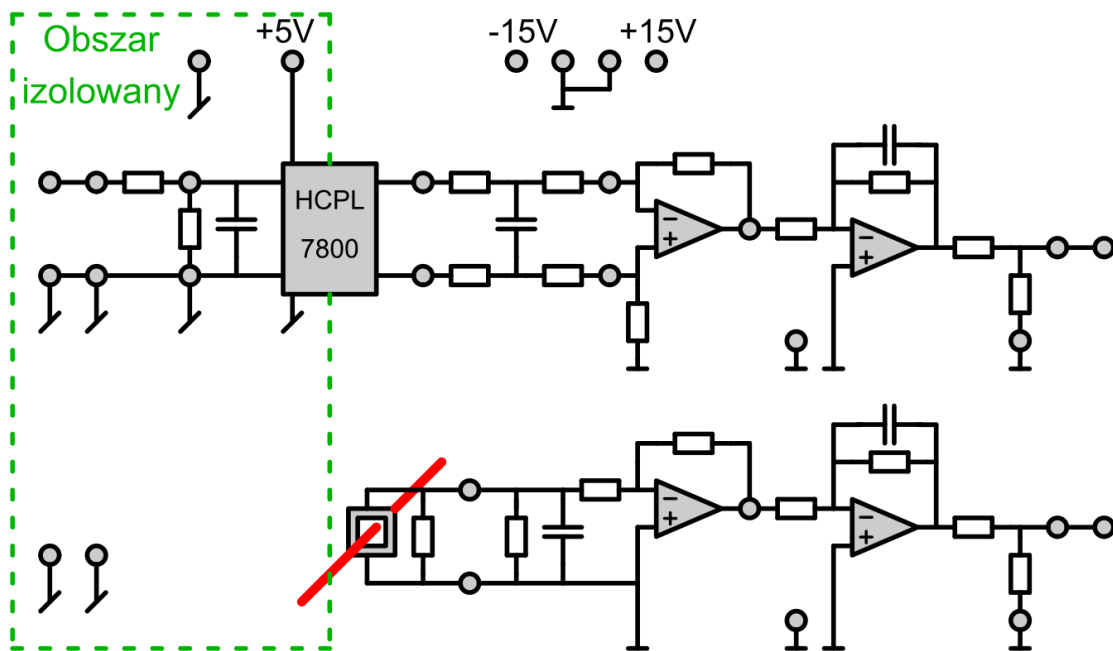 Obszar
izolowany
+5V
-15V
+15V
HCPL
7800
−
+
−
+
−
+
−
+